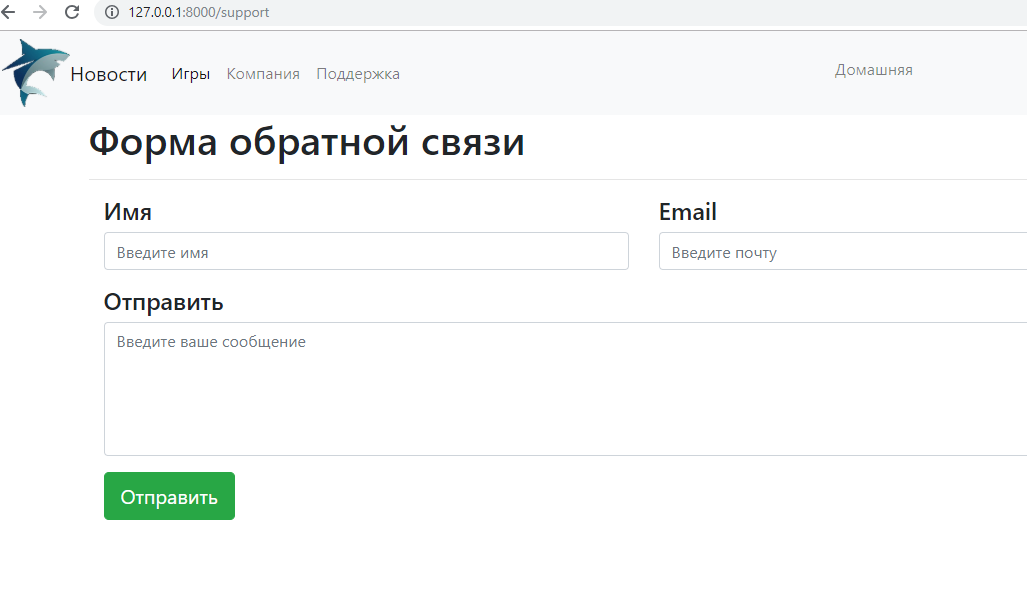 127.0.0.1:8000/support
Новости Игры Компания Поддержка Домашняя
Форма обратной связи
Имя Email
Введите имя Введите почту
Отправить
Введите ваше сообщение
Отправить